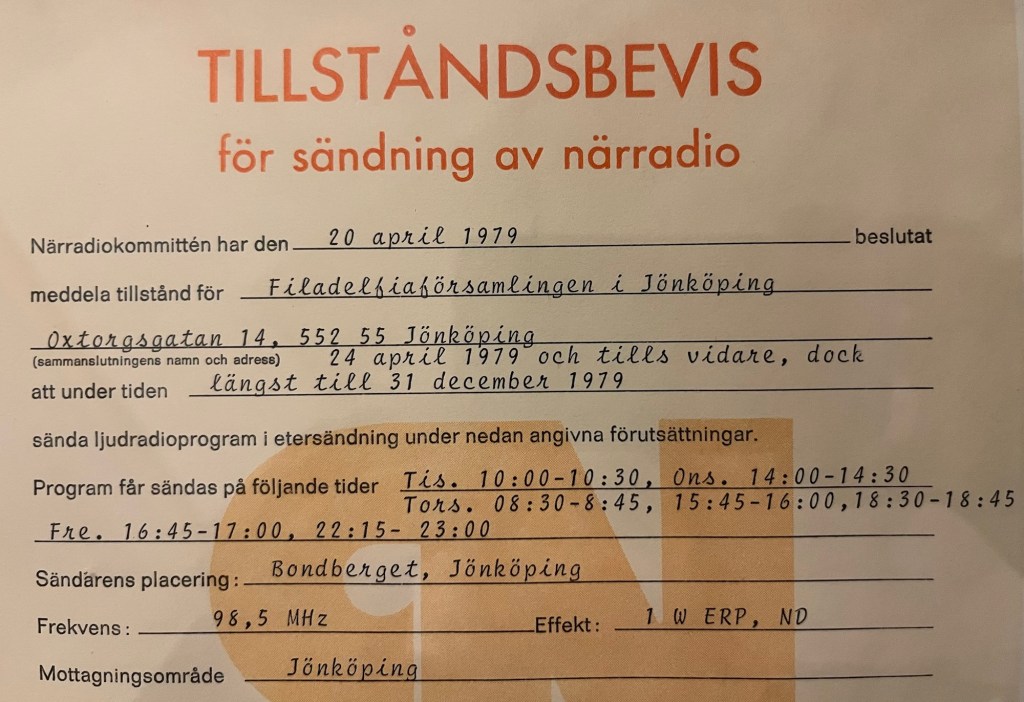 TILLSTÅNDSBEVIS
för sändning av närradio
Närradiokommittén har den 20 april 1979 beslutat
meddela tillstånd för Filadelfiaförsamlingen i Jönköping
Oxtorgsgatan 14, 552 55 Jönköping
(sammanslutningens namn och adress) 24 april 1979 och tills vidare, dock
att under tiden längst till 31 december 1979
sända ljudradioprogram i etersändning under nedan angivna förutsättningar.
Program får sändas på följande tider Tis. 10:00-10:30, Ons. 14:00-14:30
Tors. 08:30-8:45, 15:45-16:00,18:30-18:45
Fre. 16:45-17:00, 22:15- 23:00
Sändarens placering: Bondberget, Jönköping
Frekvens: 98,5 MHz Effekt: 1 W ERP, ND
Mottagningsområde Jönköping